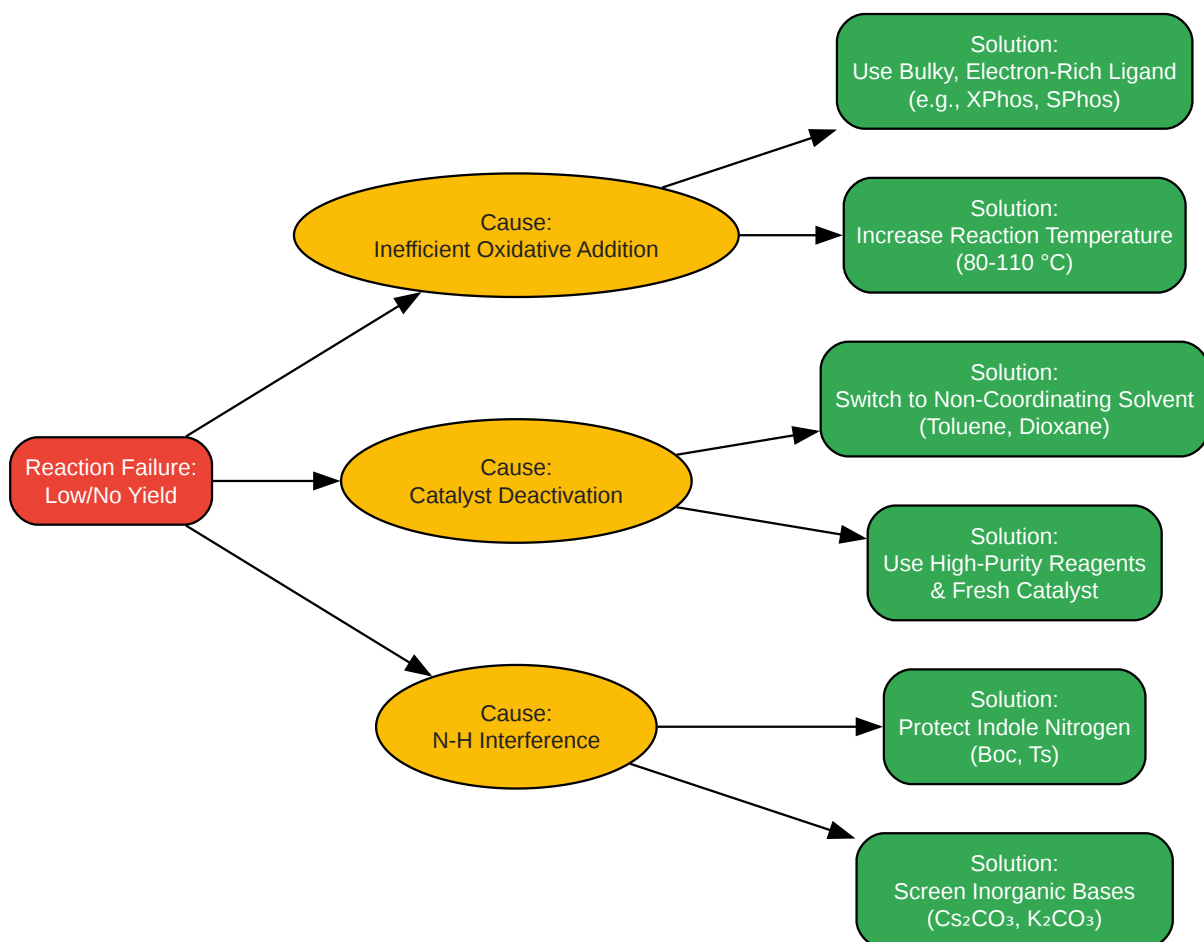 Reaction Failure:
Low/No Yield
Cause:
Inefficient Oxidative Addition
Solution:
Use Bulky, Electron-Rich Ligand
(e.g., XPhos, SPhos)
Solution:
Increase Reaction Temperature
(80-110 °C)
Cause:
Catalyst Deactivation
Solution:
Switch to Non-Coordinating Solvent
(Toluene, Dioxane)
Solution:
Use High-Purity Reagents
& Fresh Catalyst
Cause:
N-H Interference
Solution:
Protect Indole Nitrogen
(Boc, Ts)
Solution:
Screen Inorganic Bases
(Cs₂CO₃, K₂CO₃)